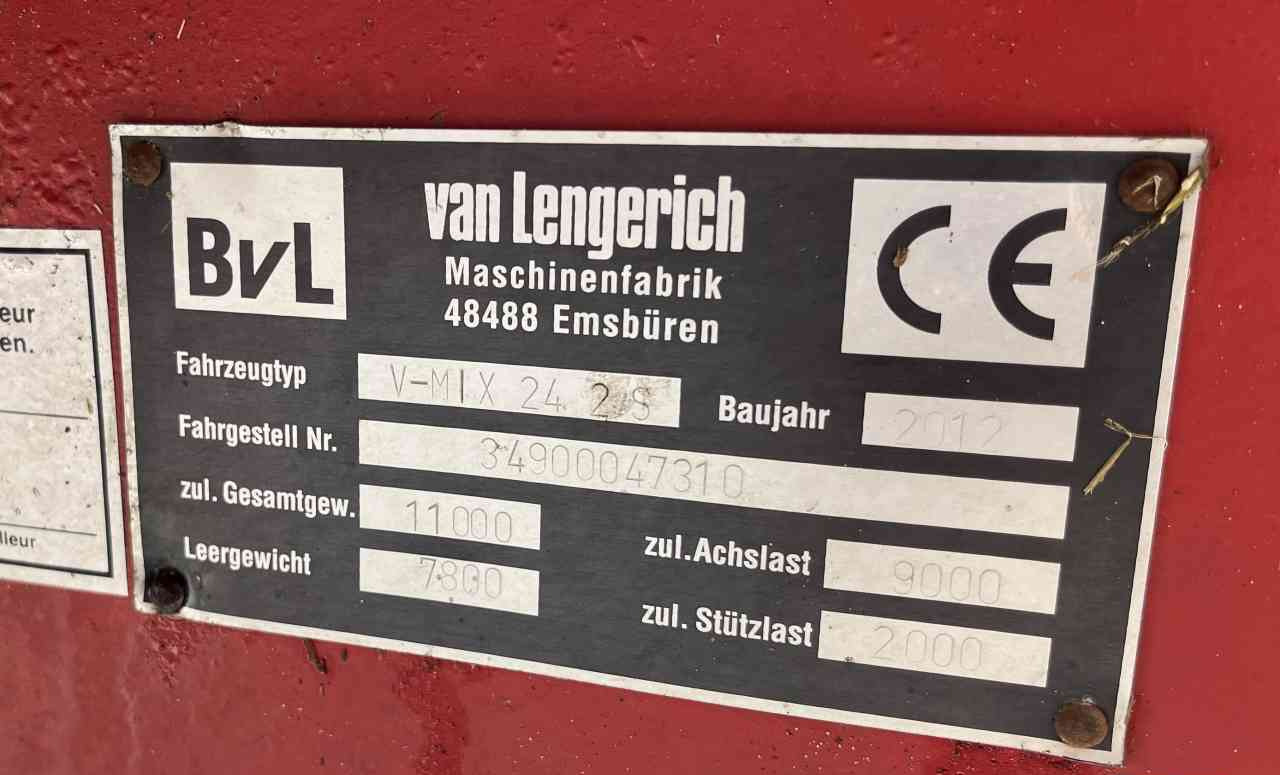 BvL
van Lengerich
Maschinenfabrik
48488 Emsbüren
CE
Fahrzeugtyp V-MIX 24 2 S Baujahr 2012
Fahrgestell Nr. 34900047310
zul. Gesamtgew. 11000 zul. Achslast 9000
Leergewicht 7800 zul. Stützlast 2000
eur
en.
lleur